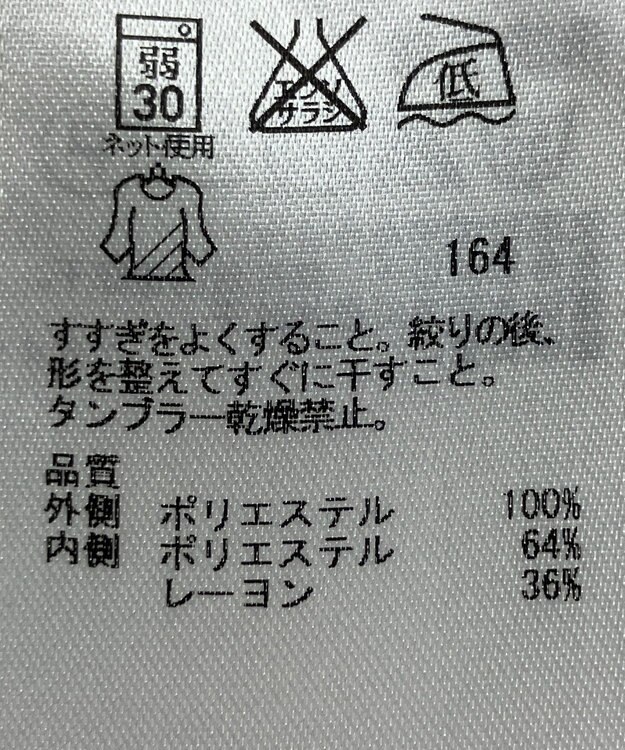 弱
30
エンソ
サラシ
低
ネット使用
164
すすぎをよくすること。絞りの後、
形を整えてすぐに干すこと。
タンブラー乾燥禁止。
品質
外側 ポリエステル 100%
内側 ポリエステル 64%
レーヨン 36%